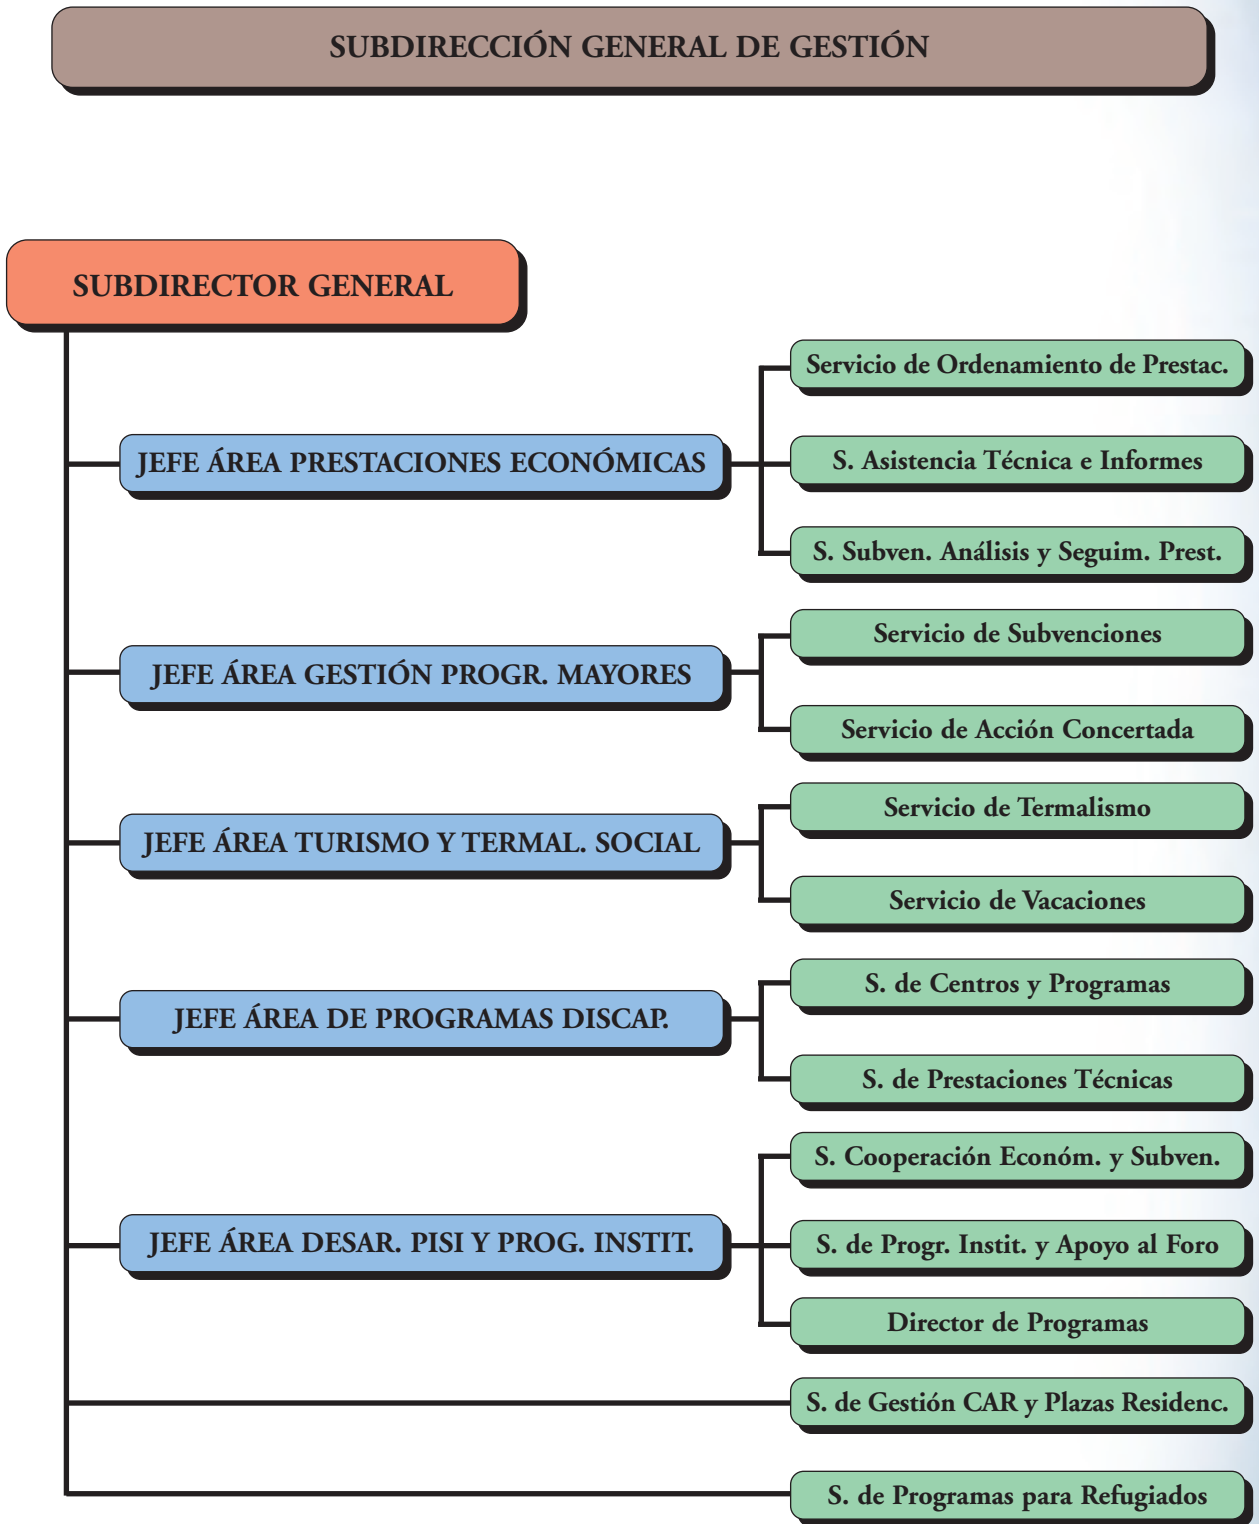 SUBDIRECCIÓN GENERAL DE GESTIÓN
SUBDIRECTOR GENERAL
JEFE ÁREA PRESTACIONES ECONÓMICAS
Servicio de Ordenamiento de Prestac.
S. Asistencia Técnica e Informes
S. Subven. Análisis y Seguim. Prest.
JEFE ÁREA GESTIÓN PROGR. MAYORES
Servicio de Subvenciones
Servicio de Acción Concertada
JEFE ÁREA TURISMO Y TERMAL. SOCIAL
Servicio de Termalismo
Servicio de Vacaciones
JEFE ÁREA DE PROGRAMAS DISCAP.
S. de Centros y Programas
S. de Prestaciones Técnicas
JEFE ÁREA DESAR. PISI Y PROG. INSTIT.
S. Cooperación Económ. y Subven.
S. de Progr. Instit. y Apoyo al Foro
Director de Programas
S. de Gestión CAR y Plazas Residenc.
S. de Programas para Refugiados